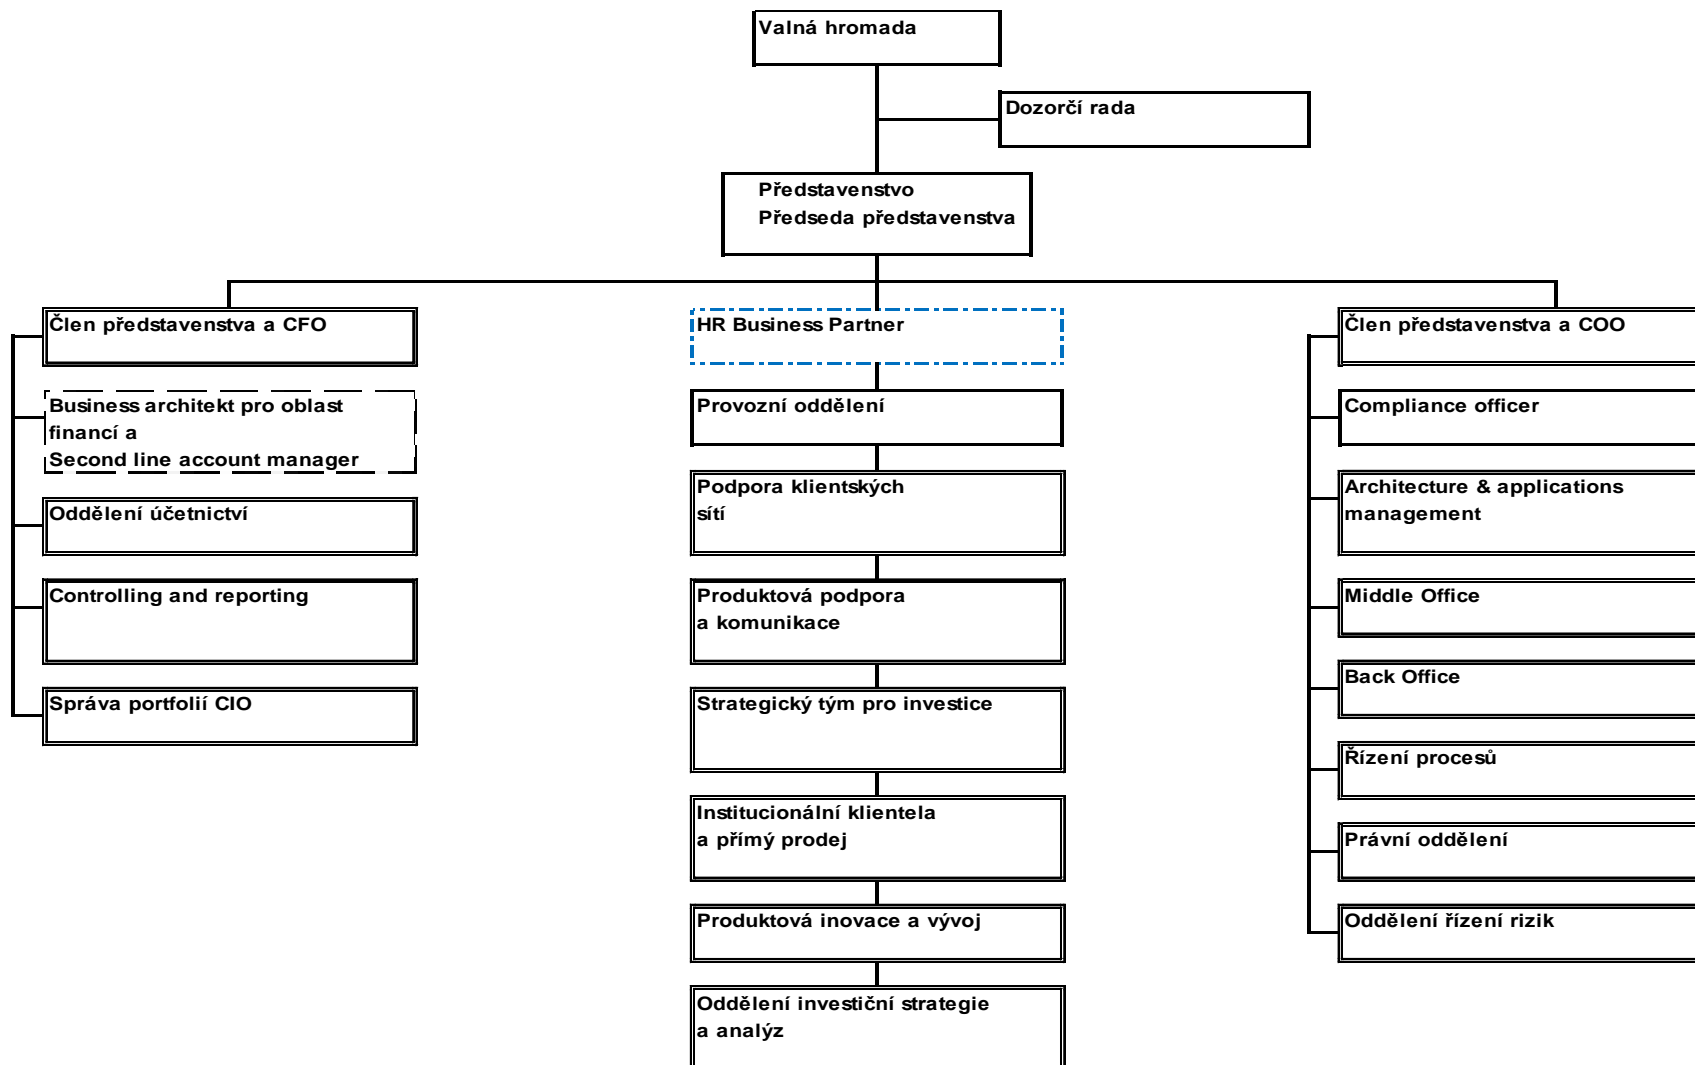 Valná hromada
Dozorčí rada
Představenstvo
Předseda představenstva
Člen představenstva a CFO
Business architekt pro oblast
financí a
Second line account manager
Oddělení účetnictví
Controlling and reporting
Správa portfolií CIO
HR Business Partner
Provozní oddělení
Podpora klientských
sítí
Produktová podpora
a komunikace
Strategický tým pro investice
Institucionální klientela
a přímý prodej
Produktová inovace a vývoj
Oddělení investiční strategie
a analýz
Člen představenstva a COO
Compliance officer
Architecture & applications
management
Middle Office
Back Office
Řízení procesů
Právní oddělení
Oddělení řízení rizik